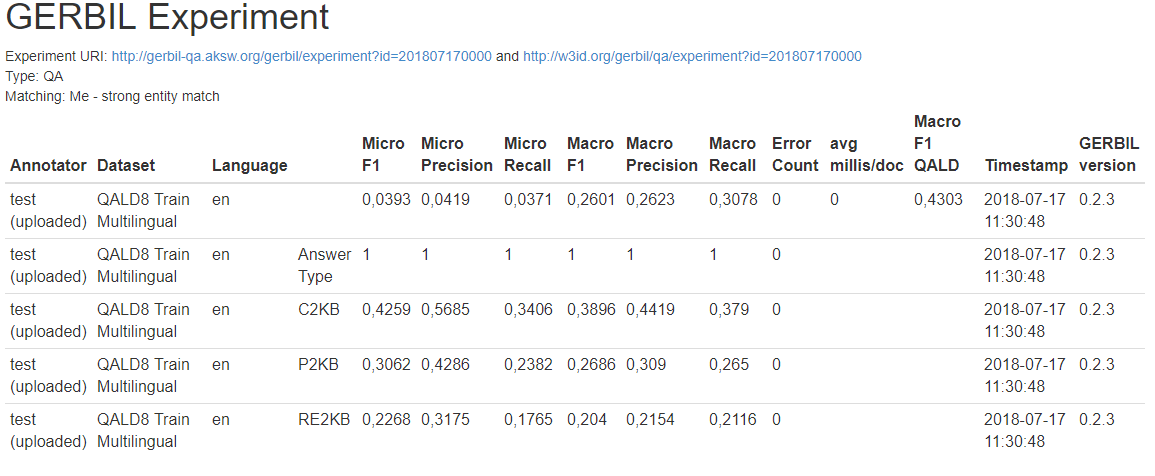 GERBIL Experiment
Experiment URI: http://gerbil-qa.aksw.org/gerbil/experiment?id=201807170000 and http://w3id.org/gerbil/qa/experiment?id=201807170000
Type: QA
Matching: Me - strong entity match
Annotator Dataset Language Micro F1 Micro Precision Micro Recall Macro F1 Macro Precision Macro Recall Error Count avg millis/doc Macro F1 QALD Timestamp GERBIL version
test (uploaded) QALD8 Train Multilingual en 0,0393 0,0419 0,0371 0,2601 0,2623 0,3078 0 0 0,4303 2018-07-17 11:30:48 0.2.3
test (uploaded) QALD8 Train Multilingual en Answer Type 1 1 1 1 1 1 0 2018-07-17 11:30:48 0.2.3
test (uploaded) QALD8 Train Multilingual en C2KB 0,4259 0,5685 0,3406 0,3896 0,4419 0,379 0 2018-07-17 11:30:48 0.2.3
test (uploaded) QALD8 Train Multilingual en P2KB 0,3062 0,4286 0,2382 0,2686 0,309 0,265 0 2018-07-17 11:30:48 0.2.3
test (uploaded) QALD8 Train Multilingual en RE2KB 0,2268 0,3175 0,1765 0,204 0,2154 0,2116 0 2018-07-17 11:30:48 0.2.3